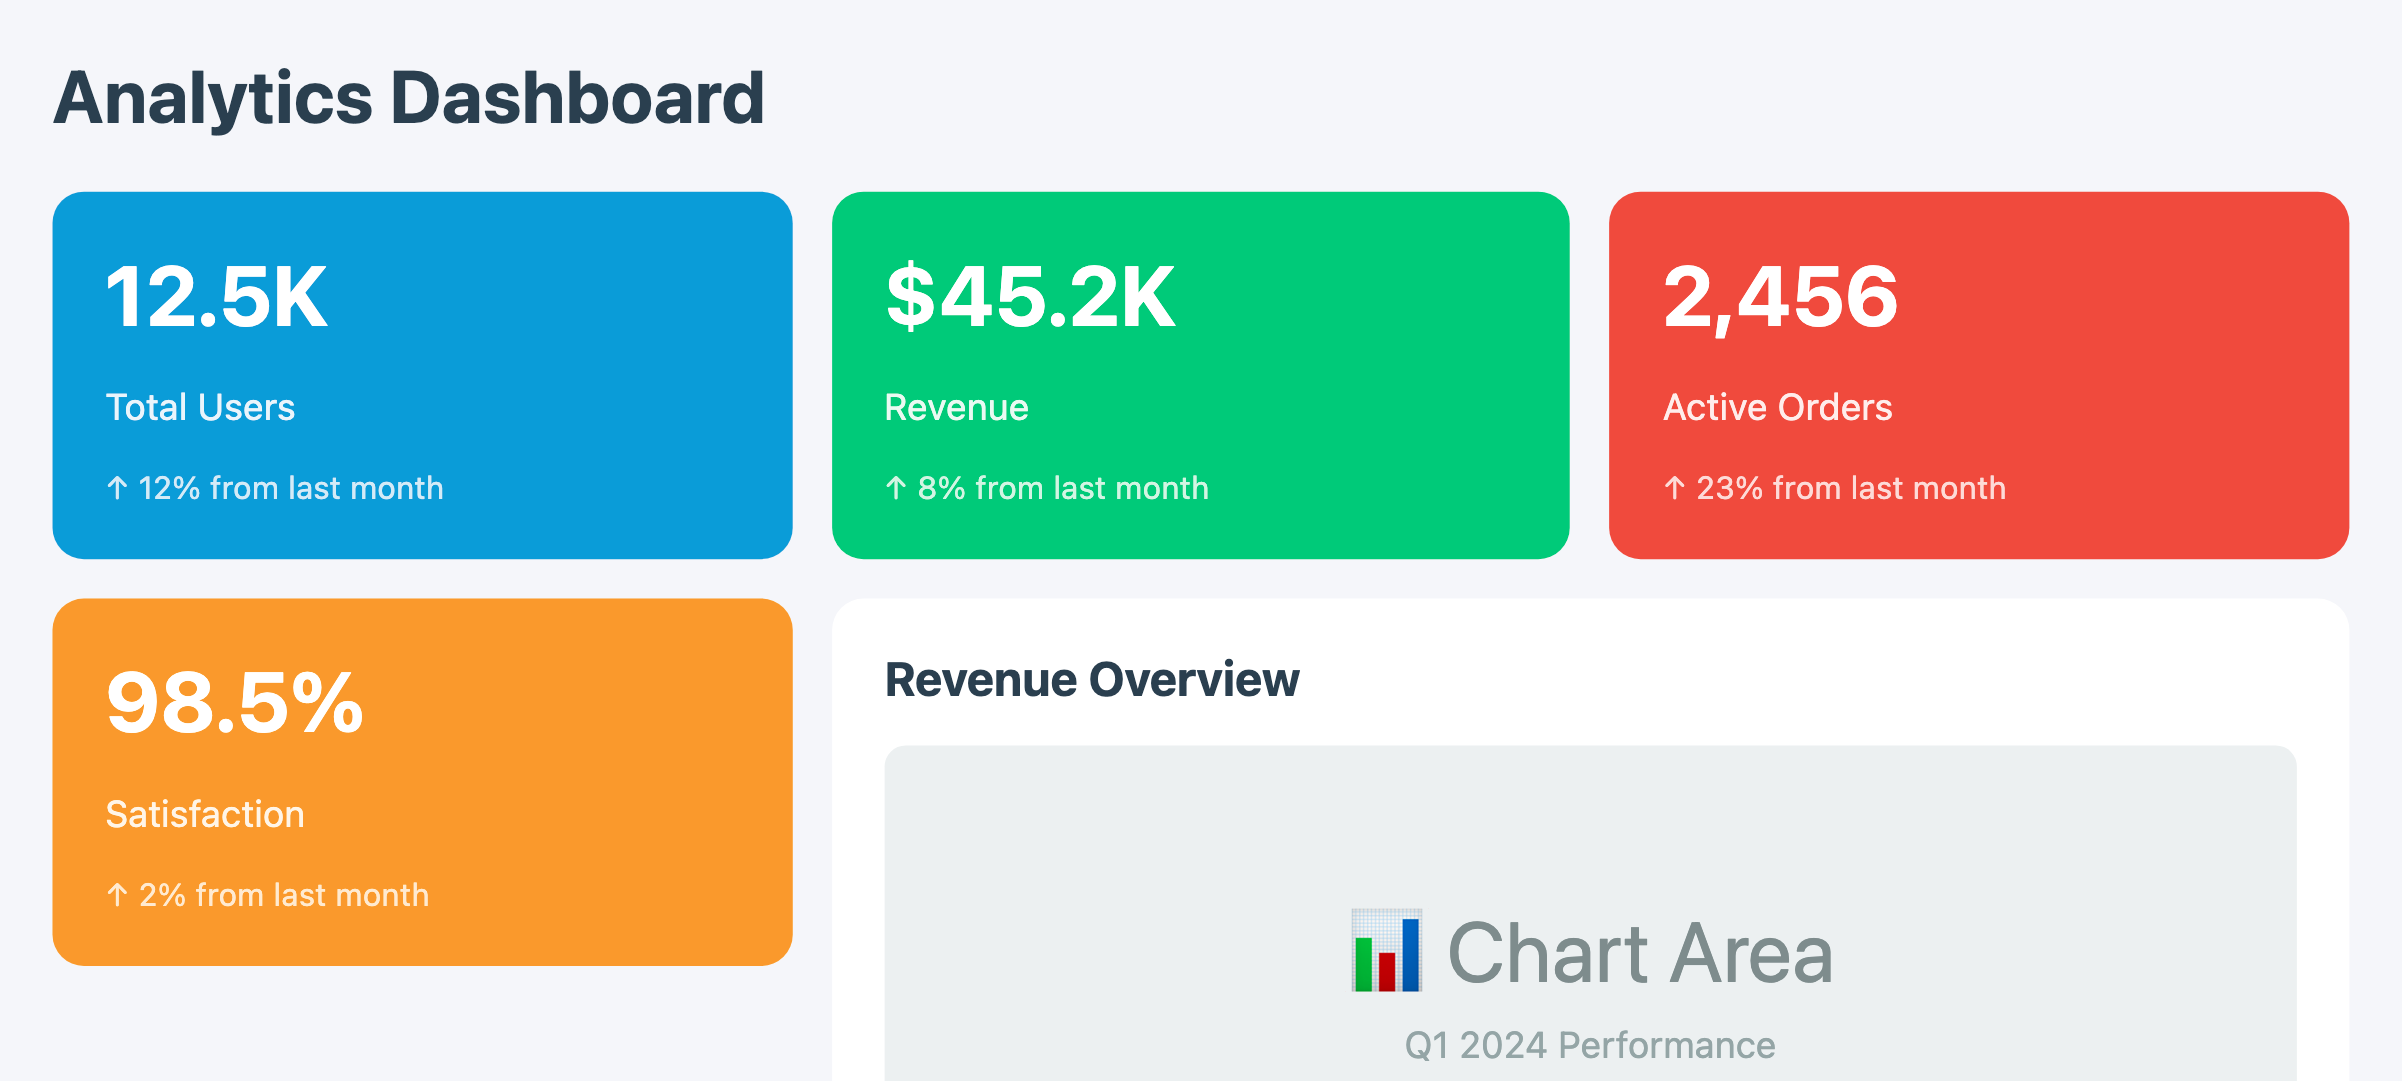 Analytics Dashboard
12.5K
Total Users
↑ 12% from last month
$45.2K
Revenue
↑ 8% from last month
2,456
Active Orders
↑ 23% from last month
98.5%
Satisfaction
↑ 2% from last month
Revenue Overview
📊 Chart Area
Q1 2024 Performance